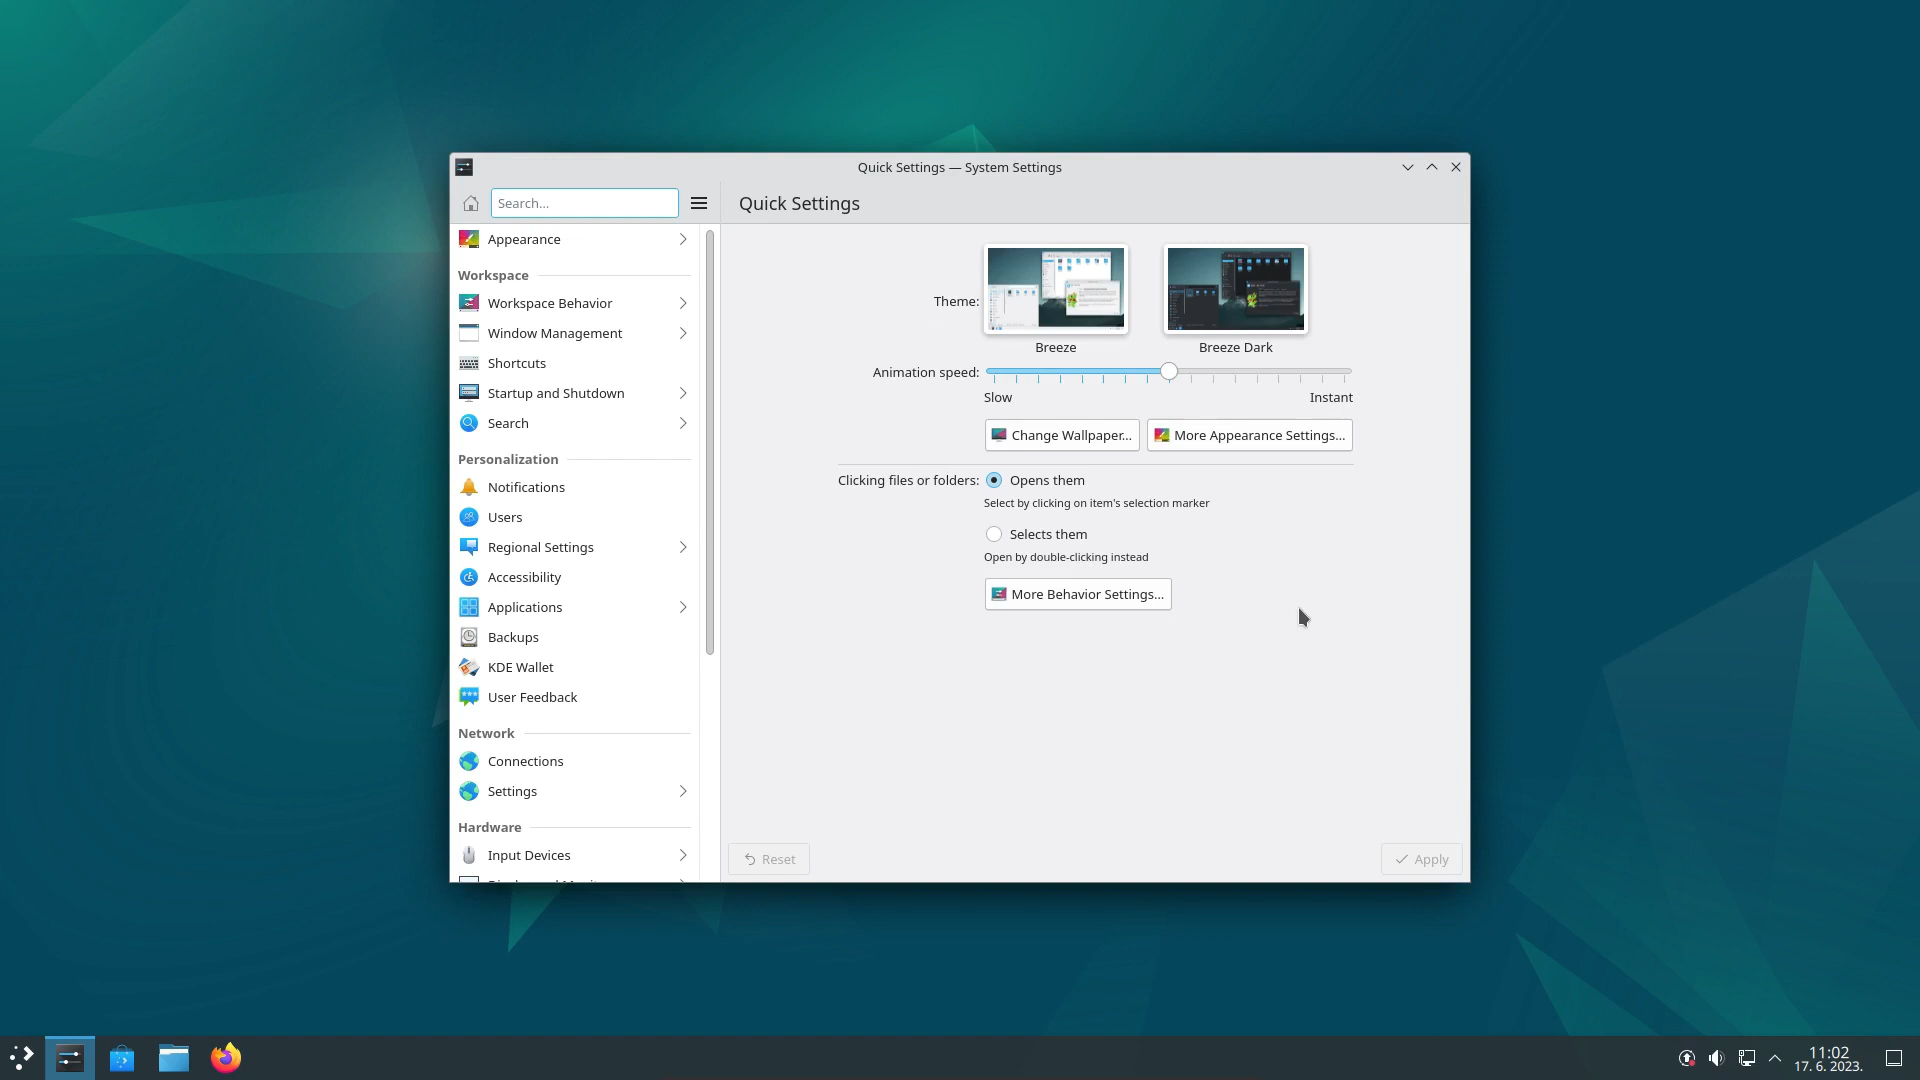 Quick Settings — System Settings
Search...
Quick Settings
Appearance
Workspace
Workspace Behavior
Window Management
Shortcuts
Startup and Shutdown
Search
Personalization
Notifications
Users
Regional Settings
Accessibility
Applications
Backups
KDE Wallet
User Feedback
Network
Connections
Settings
Hardware
Input Devices
Theme:
Breeze
Breeze Dark
Animation speed:
Slow
Instant
Change Wallpaper...
More Appearance Settings...
Clicking files or folders:
Opens them
Select by clicking on item's selection marker
Selects them
Open by double-clicking instead
More Behavior Settings...
Reset
Apply
11:02
17. 6. 2023.